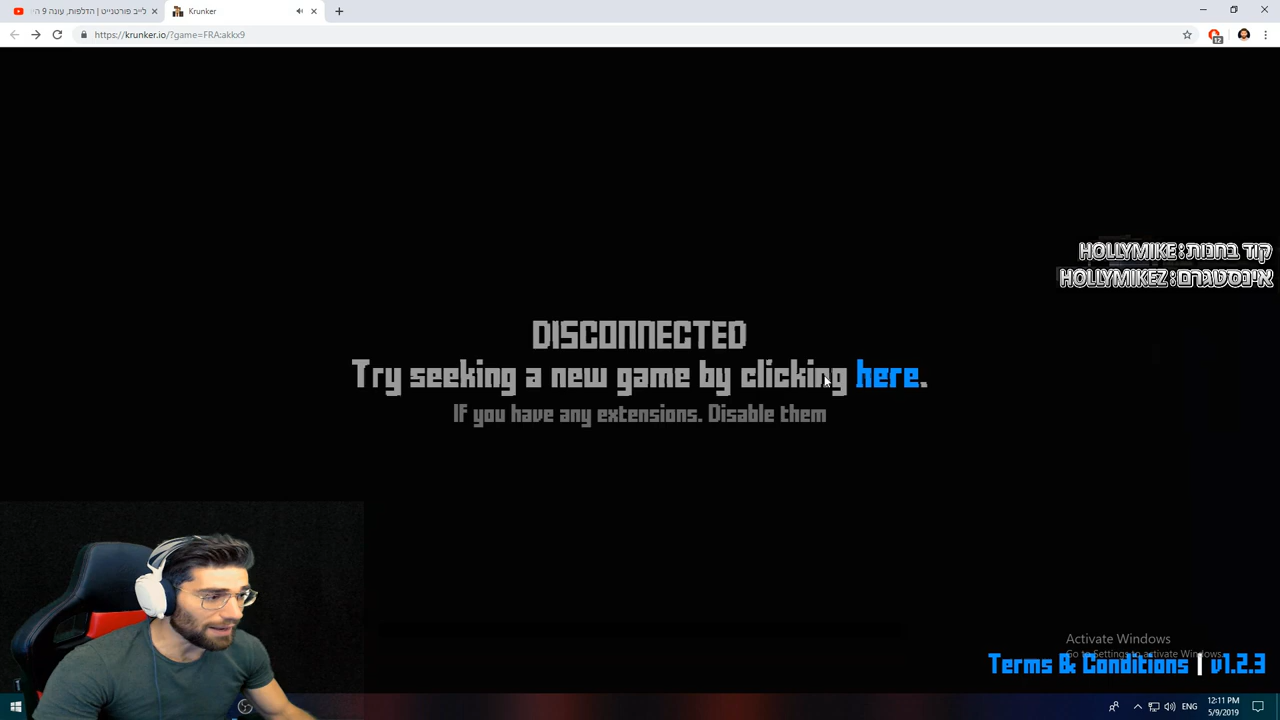 לייב פורטנייט | הדלפות, עונה 9 הי
Krunker
https://krunker.io/?game=FRA:akkx9
12
קוד בחנות: HOLLYMIKE
אינסטגרם: HOLLYMIKEZ
DISCONNECTED
Try seeking a new game by clicking here.
If you have any extensions. Disable them
Activate Windows
Go to Settings to activate Windows.
Terms & Conditions | v1.2.3
ENG
12:11 PM
5/9/2019